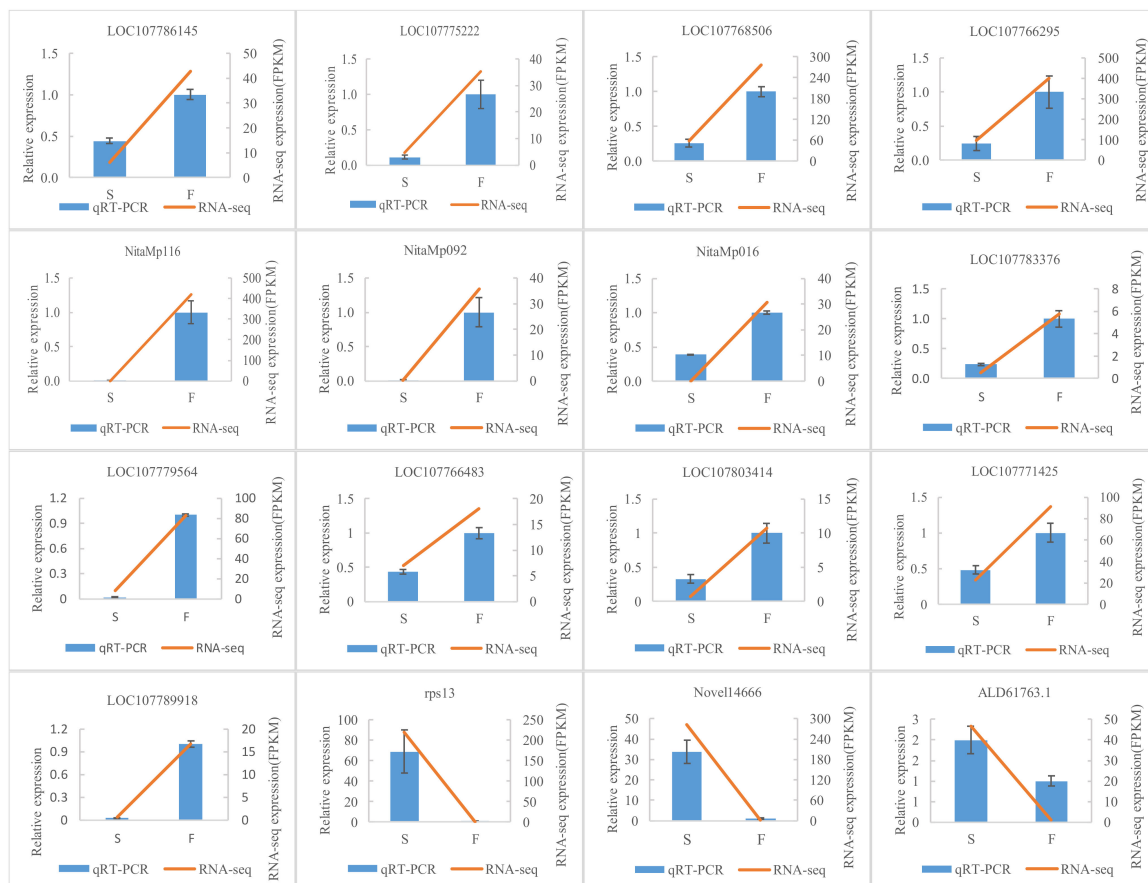 LOC107786145
Relative expression
1.5
1.0
0.5
0.0
50
40
30
20
10
0
RNA-seq expression(FPKM)
S F
qRT-PCR RNA-seq
LOC107775222
Relative expression
1.5
1.0
0.5
0.0
40
30
20
10
0
RNA-seq expression(FPKM)
S F
qRT-PCR RNA-seq
LOC107768506
Relative expression
1.5
1.0
0.5
0.0
300
240
180
120
60
0
RNA-seq expression(FPKM)
S F
qRT-PCR RNA-seq
LOC107766295
Relative expression
1.5
1.0
0.5
0.0
500
400
300
200
100
0
RNA-seq expression(FPKM)
S F
qRT-PCR RNA-seq
NitaMp116
Relative expression
1.5
1.0
0.5
0.0
500
400
300
200
100
0
RNA-seq expression(FPKM)
S F
qRT-PCR RNA-seq
NitaMp092
Relative expression
1.5
1.0
0.5
0.0
40
30
20
10
0
RNA-seq expression(FPKM)
S F
qRT-PCR RNA-seq
NitaMp016
Relative expression
1.5
1.0
0.5
0.0
40
30
20
10
0
RNA-seq expression(FPKM)
S F
qRT-PCR RNA-seq
LOC107783376
Relative expression
1.5
1.0
0.5
0.0
8
6
4
2
0
RNA-seq expression(FPKM)
S F
qRT-PCR RNA-seq
LOC107779564
Relative expression
1.2
0.9
0.6
0.3
0
100
80
60
40
20
0
RNA-seq expression(FPKM)
S F
qRT-PCR RNA-seq
LOC107766483
Relative expression
1.5
1
0.5
0
20
15
10
5
0
RNA-seq expression(FPKM)
S F
qRT-PCR RNA-seq
LOC107803414
Relative expression
1.5
1
0.5
0
15
10
5
0
RNA-seq expression(FPKM)
S F
qRT-PCR RNA-seq
LOC107771425
Relative expression
1.5
1
0.5
0
100
80
60
40
20
0
RNA-seq expression(FPKM)
S F
qRT-PCR RNA-seq
LOC107789918
Relative expression
1.2
0.9
0.6
0.3
0
20
15
10
5
0
RNA-seq expression(FPKM)
S F
qRT-PCR RNA-seq
rps13
Relative expression
100
80
60
40
20
0
250
200
150
100
50
0
RNA-seq expression(FPKM)
S F
qRT-PCR RNA-seq
Novel14666
Relative expression
50
40
30
20
10
0
300
240
180
120
60
0
RNA-seq expression(FPKM)
S F
qRT-PCR RNA-seq
ALD61763.1
Relative expression
3
2
2
1
1
0
50
40
30
20
10
0
RNA-seq expression(FPKM)
S F
qRT-PCR RNA-seq